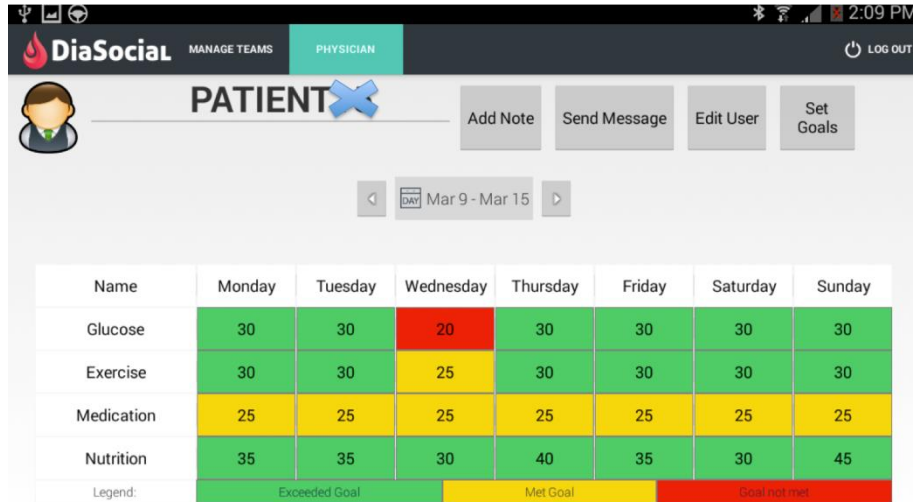 2:09 PM
DiaSocial MANAGE TEAMS PHYSICIAN LOG OUT
PATIENT Add Note Send Message Edit User Set Goals
DAY Mar 9 - Mar 15
Name Monday Tuesday Wednesday Thursday Friday Saturday Sunday
Glucose 30 30 20 30 30 30 30
Exercise 30 30 25 30 30 30 30
Medication 25 25 25 25 25 25 25
Nutrition 35 35 30 40 35 30 45
Legend: Exceeded Goal Met Goal Goal not met